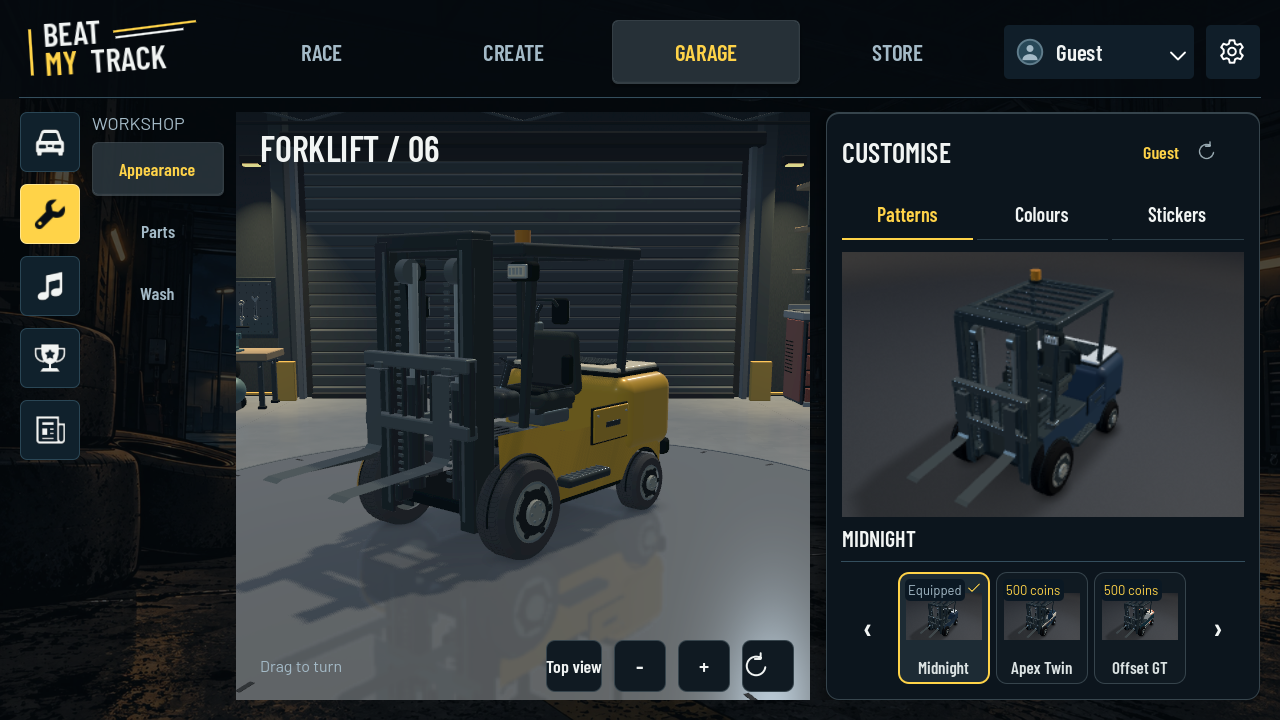 BEAT
MY TRACK
RACE
CREATE
GARAGE
STORE
Guest
WORKSHOP
Appearance
Parts
Wash
FORKLIFT / 06
Drag to turn
Top view
-
+
CUSTOMISE
Guest
Patterns
Colours
Stickers
MIDNIGHT
Equipped
500 coins
500 coins
‹
›
Midnight
Apex Twin
Offset GT